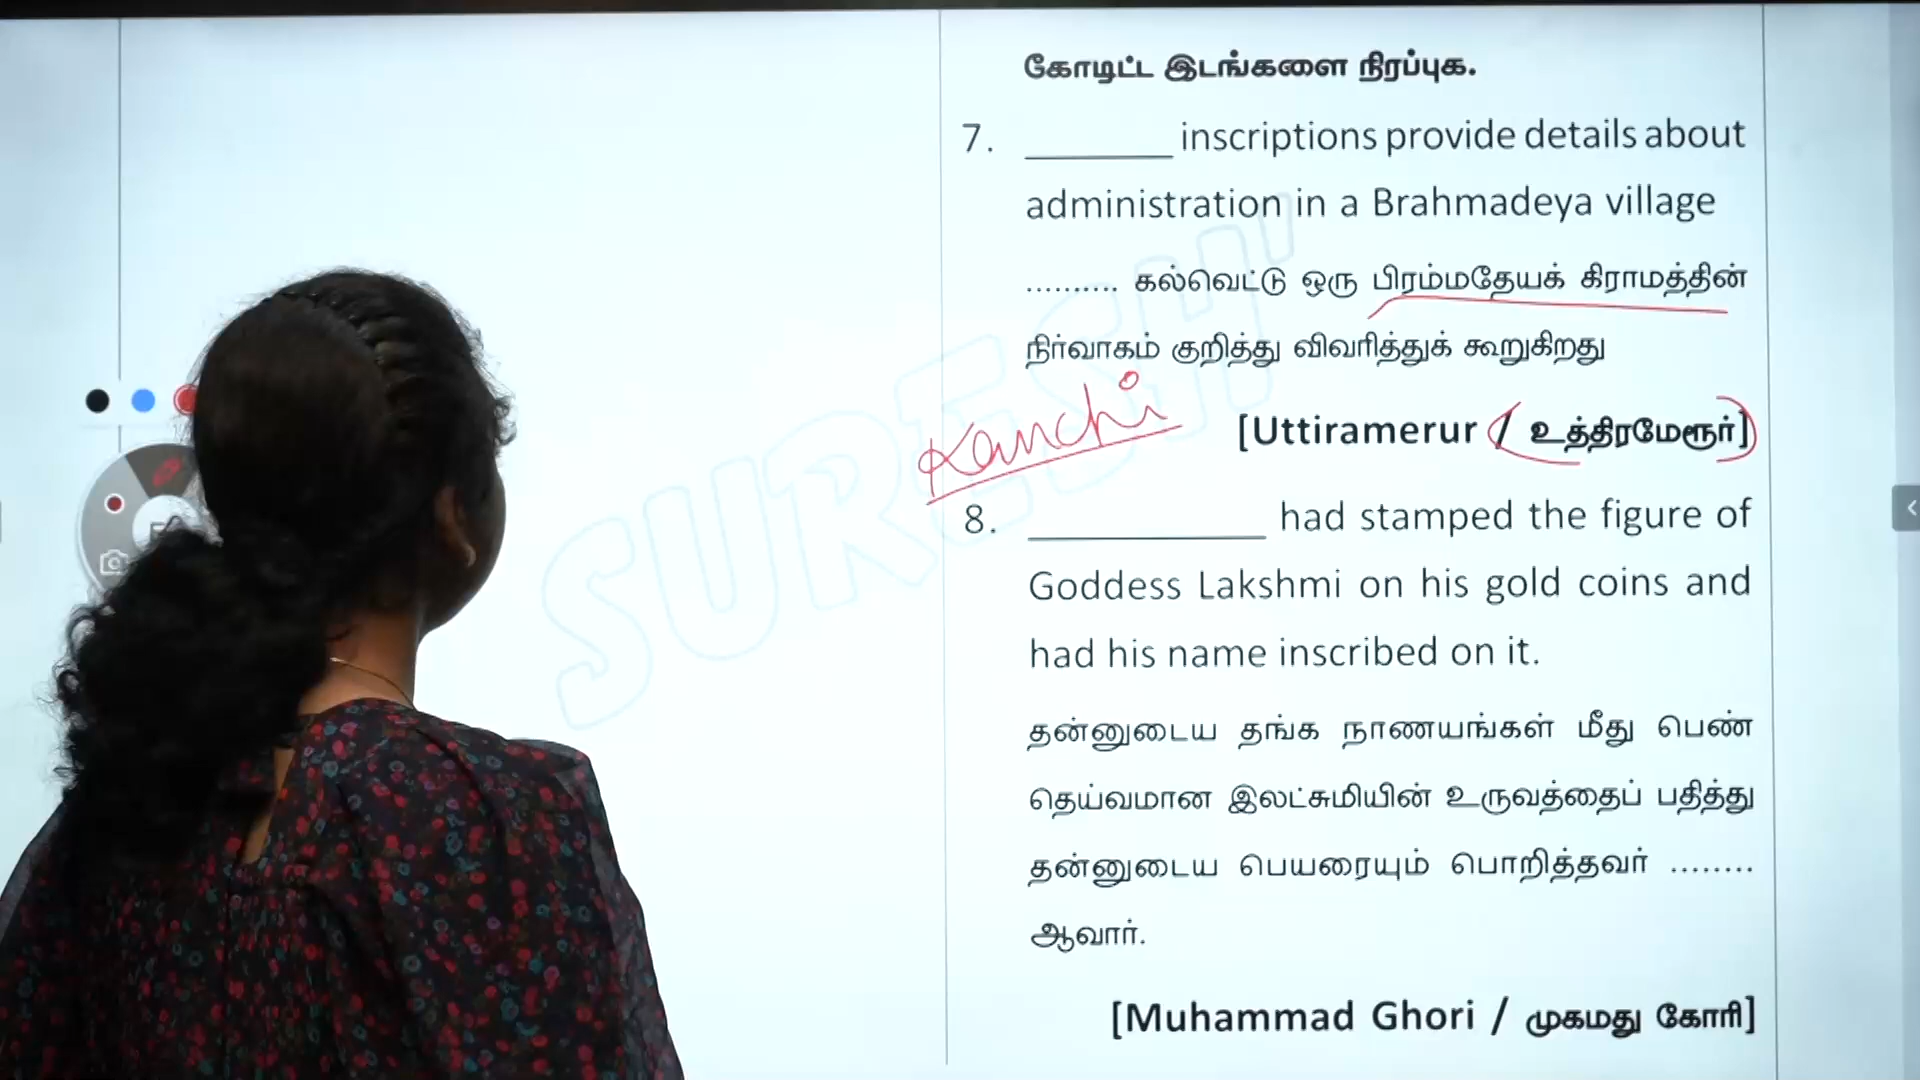 கோடிட்ட இடங்களை நிரப்புக.
7. ________ inscriptions provide details about
administration in a Brahmadeya village
.......... கல்வெட்டு ஒரு பிரம்மதேயக் கிராமத்தின்
நிர்வாகம் குறித்து விவரித்துக் கூறுகிறது
Kanchi
[Uttiramerur / உத்திரமேரூர்]
8. ____________ had stamped the figure of
Goddess Lakshmi on his gold coins and
had his name inscribed on it.
தன்னுடைய தங்க நாணயங்கள் மீது பெண்
தெய்வமான இலட்சுமியின் உருவத்தைப் பதித்து
தன்னுடைய பெயரையும் பொறித்தவர் ........
ஆவார்.
[Muhammad Ghori / முகமது கோரி]
SURESH'